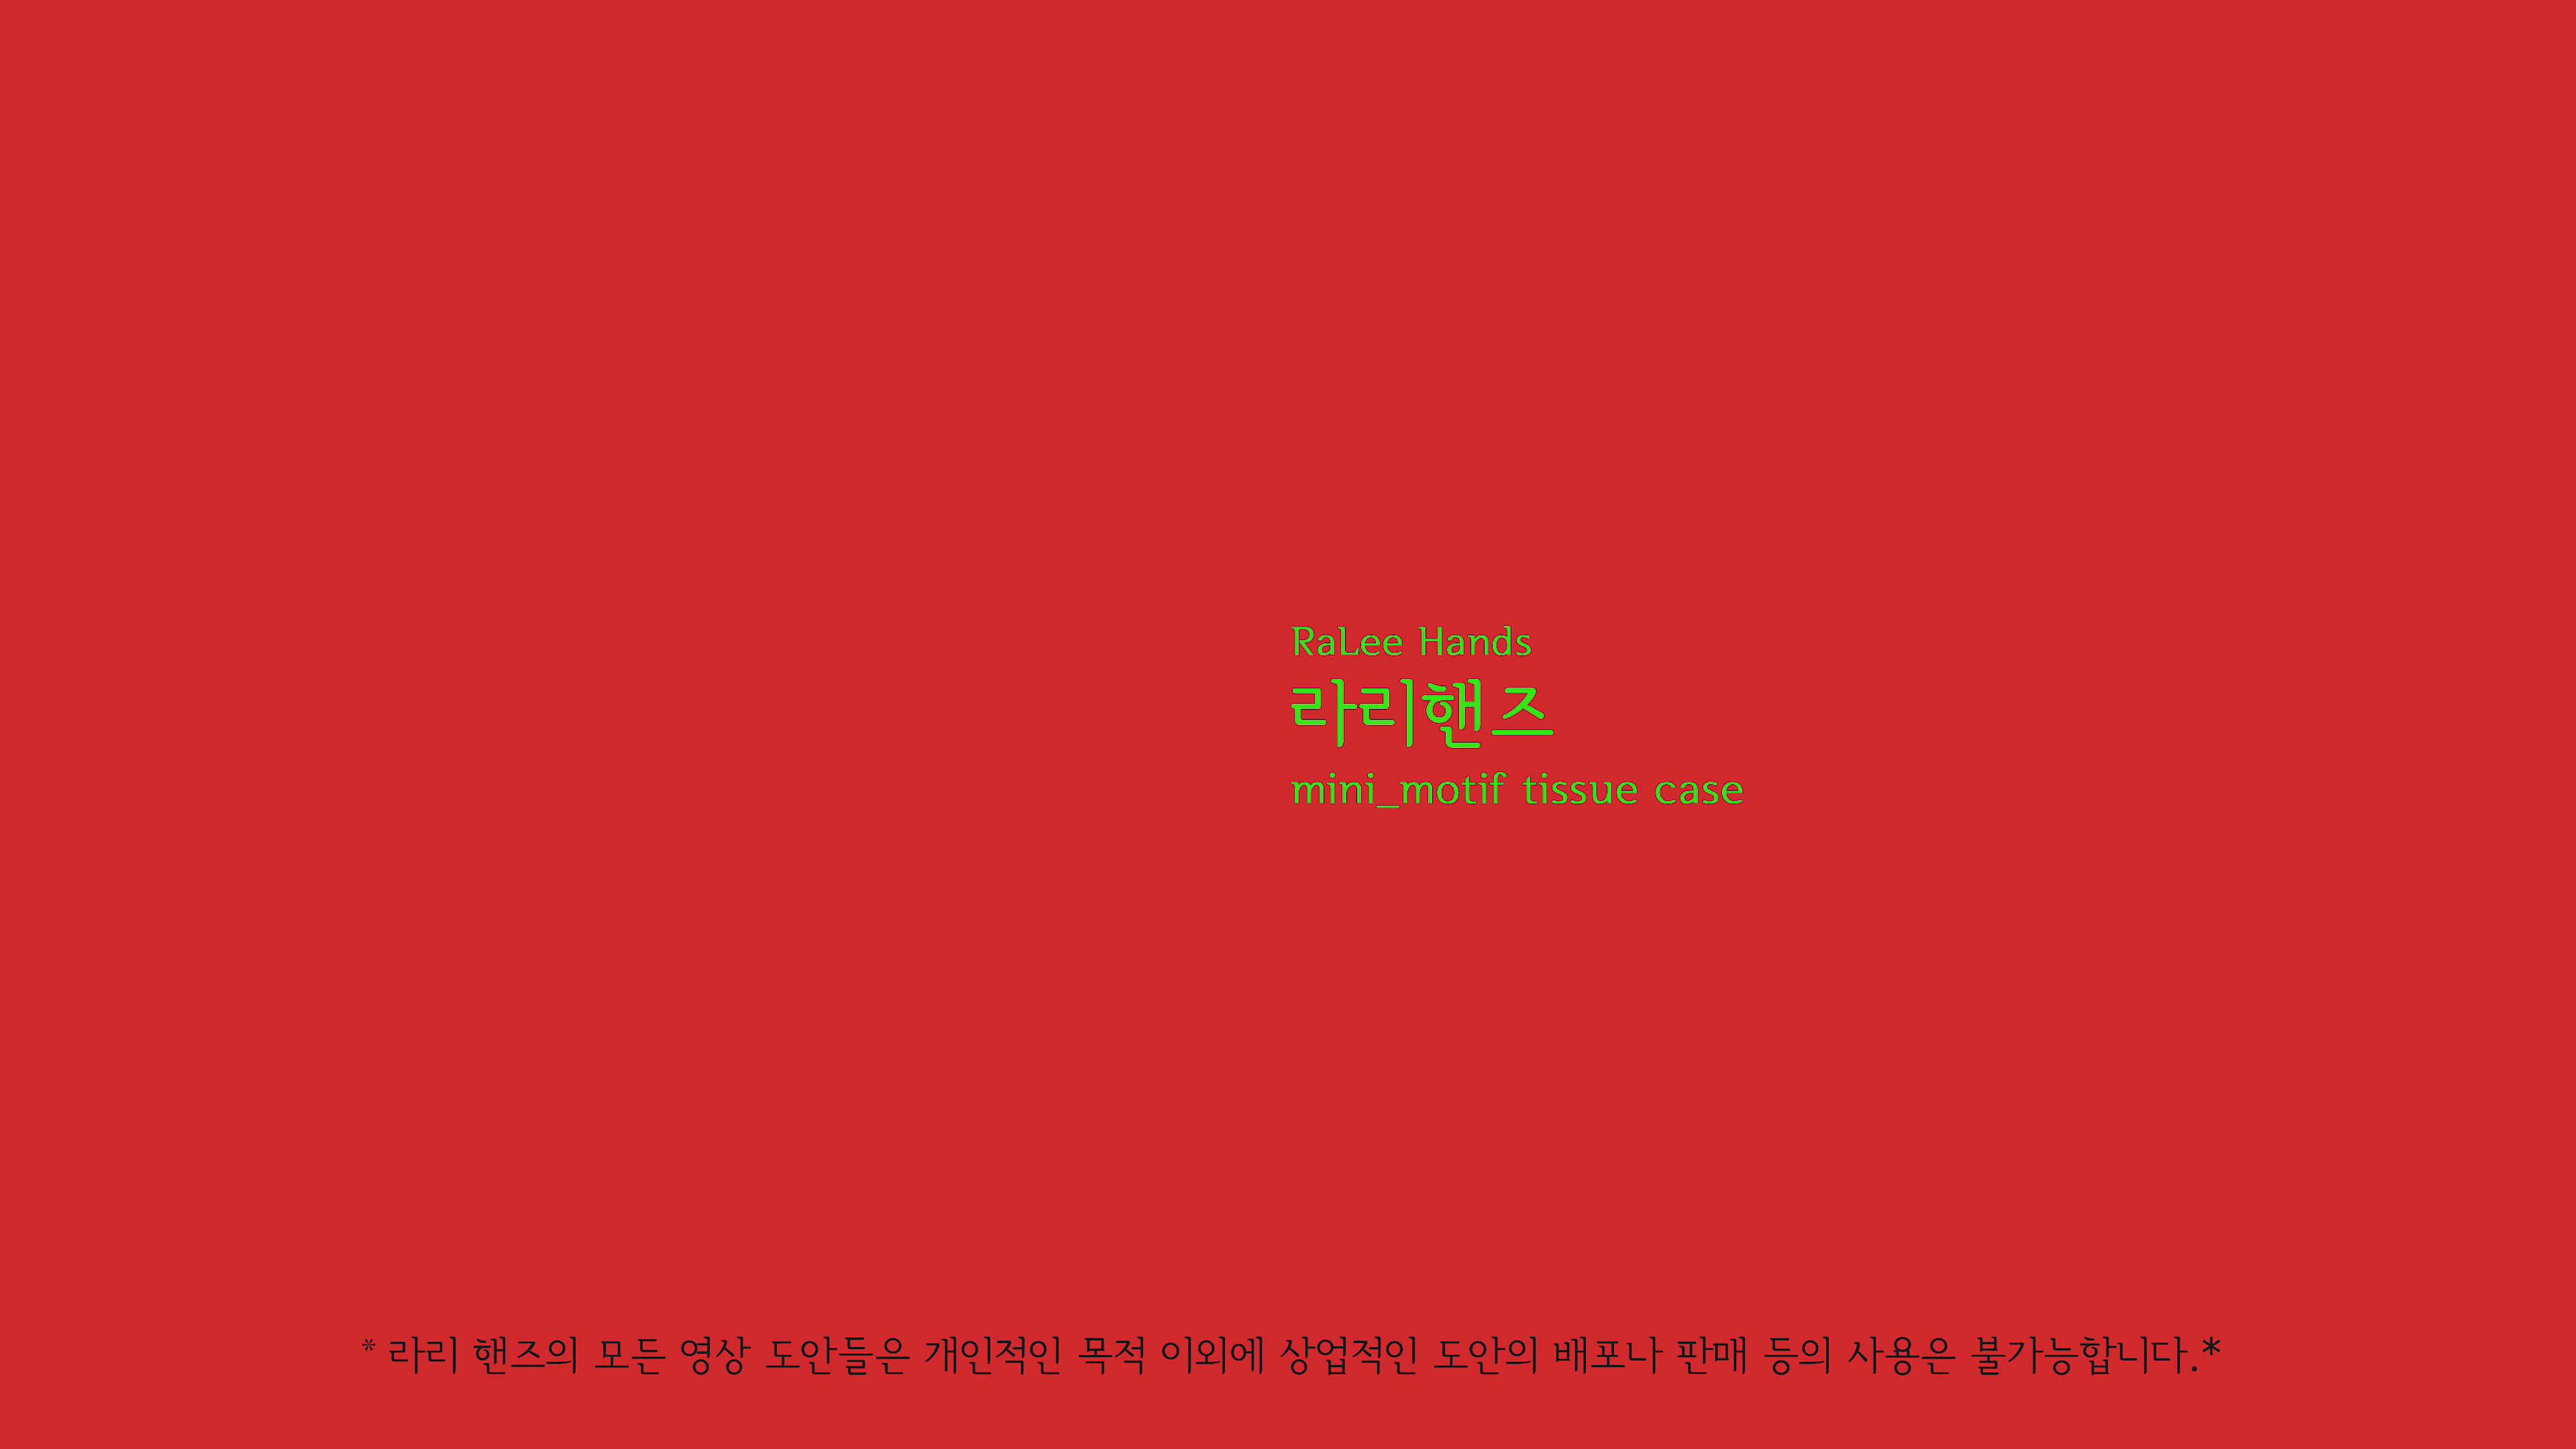 RaLee Hands
라리핸즈
mini_motif tissue case
* 라리 핸즈의 모든 영상 도안들은 개인적인 목적 이외에 상업적인 도안의 배포나 판매 등의 사용은 불가능합니다.*